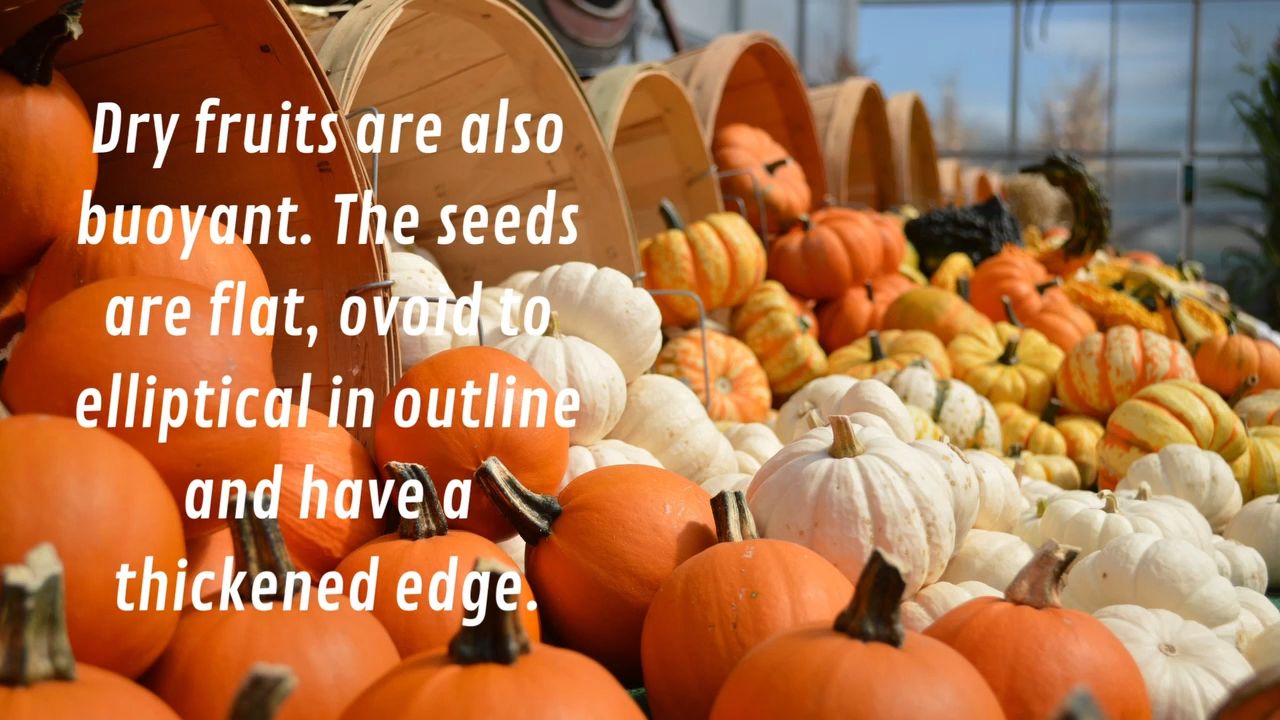 Dry fruits are also
buoyant. The seeds
are flat, ovoid to
elliptical in outline
and have a
thickened edge.